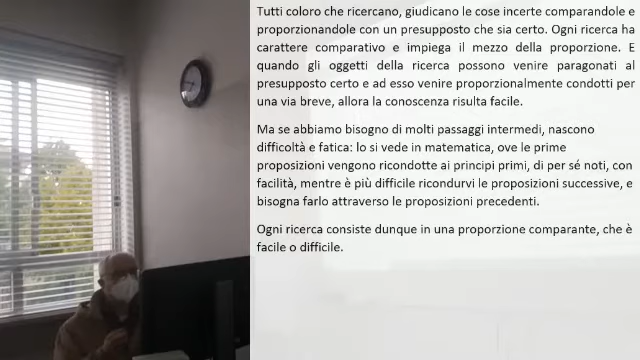 Tutti coloro che ricercano, giudicano le cose incerte comparandole e
proporzionandole con un presupposto che sia certo. Ogni ricerca ha
carattere comparativo e impiega il mezzo della proporzione. E
quando gli oggetti della ricerca possono venire paragonati al
presupposto certo e ad esso venire proporzionalmente condotti per
una via breve, allora la conoscenza risulta facile.
Ma se abbiamo bisogno di molti passaggi intermedi, nascono
difficoltà e fatica: lo si vede in matematica, ove le prime
proposizioni vengono ricondotte ai principi primi, di per sé noti, con
facilità, mentre è più difficile ricondurvi le proposizioni successive, e
bisogna farlo attraverso le proposizioni precedenti.
Ogni ricerca consiste dunque in una proporzione comparante, che è
facile o difficile.